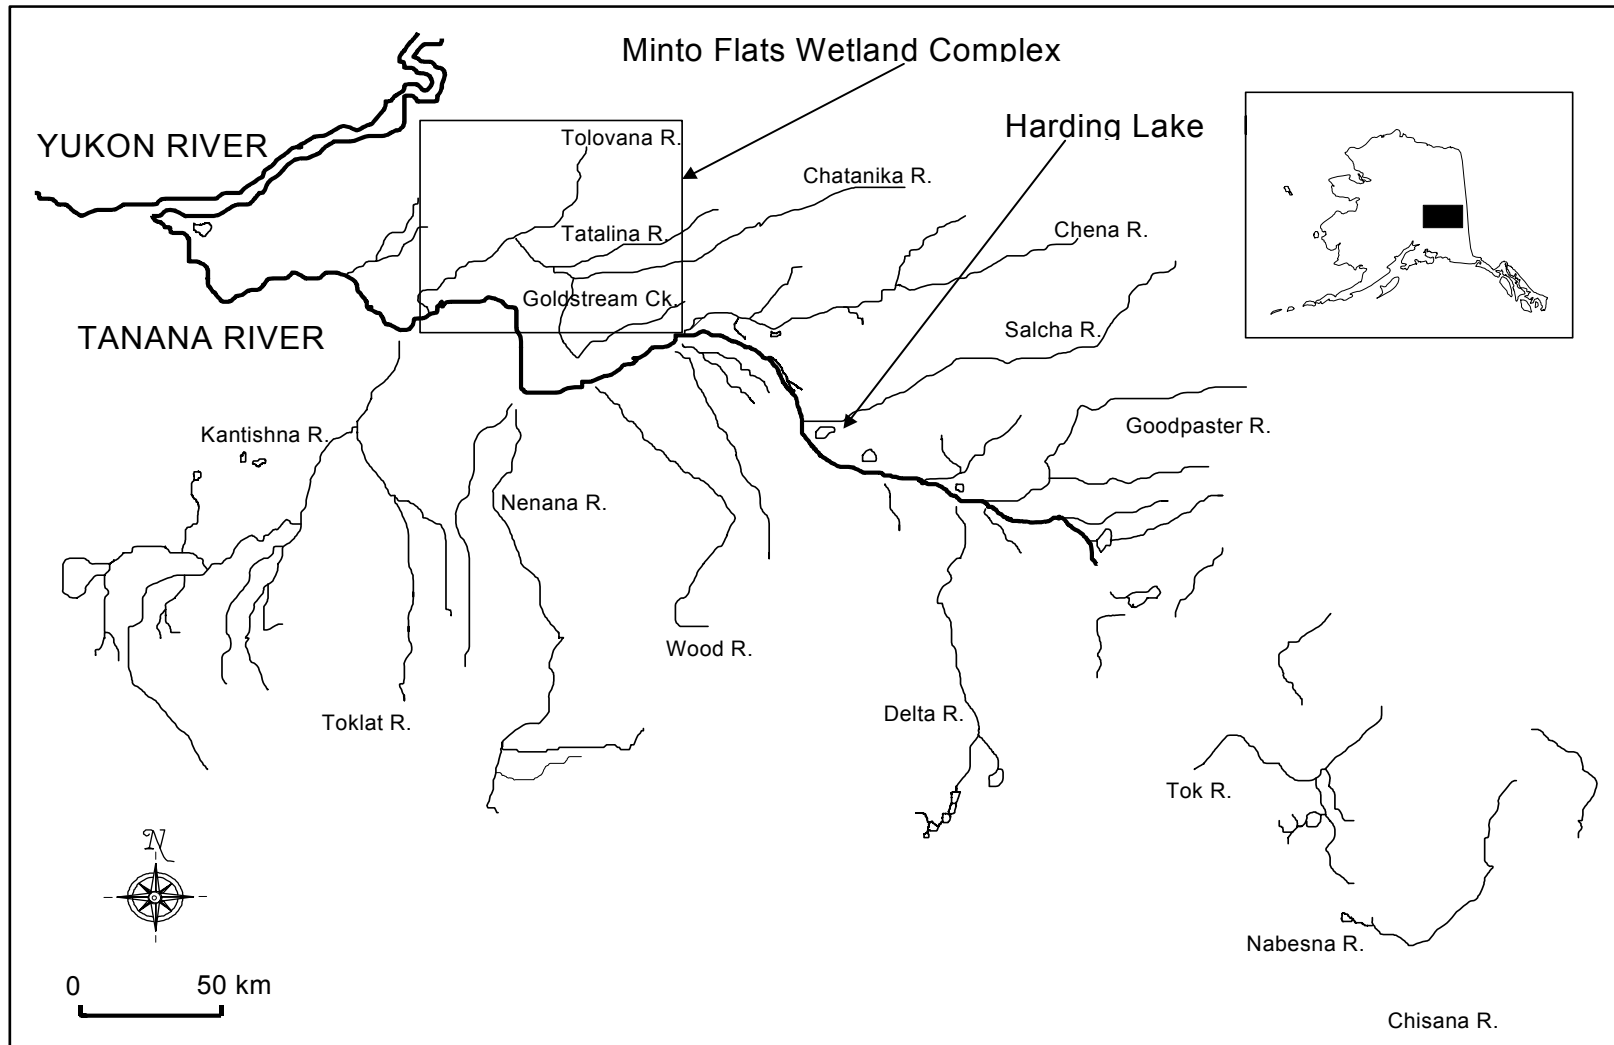 Minto Flats Wetland Complex
Harding Lake
YUKON RIVER
Tolovana R.
Chatanika R.
Tatalina R.
Chena R.
Goldstream Ck.
TANANA RIVER
Salcha R.
Kantishna R.
Goodpaster R.
Nenana R.
Wood R.
Toklat R.
Delta R.
Tok R.
N
Nabesna R.
0 50 km
Chisana R.